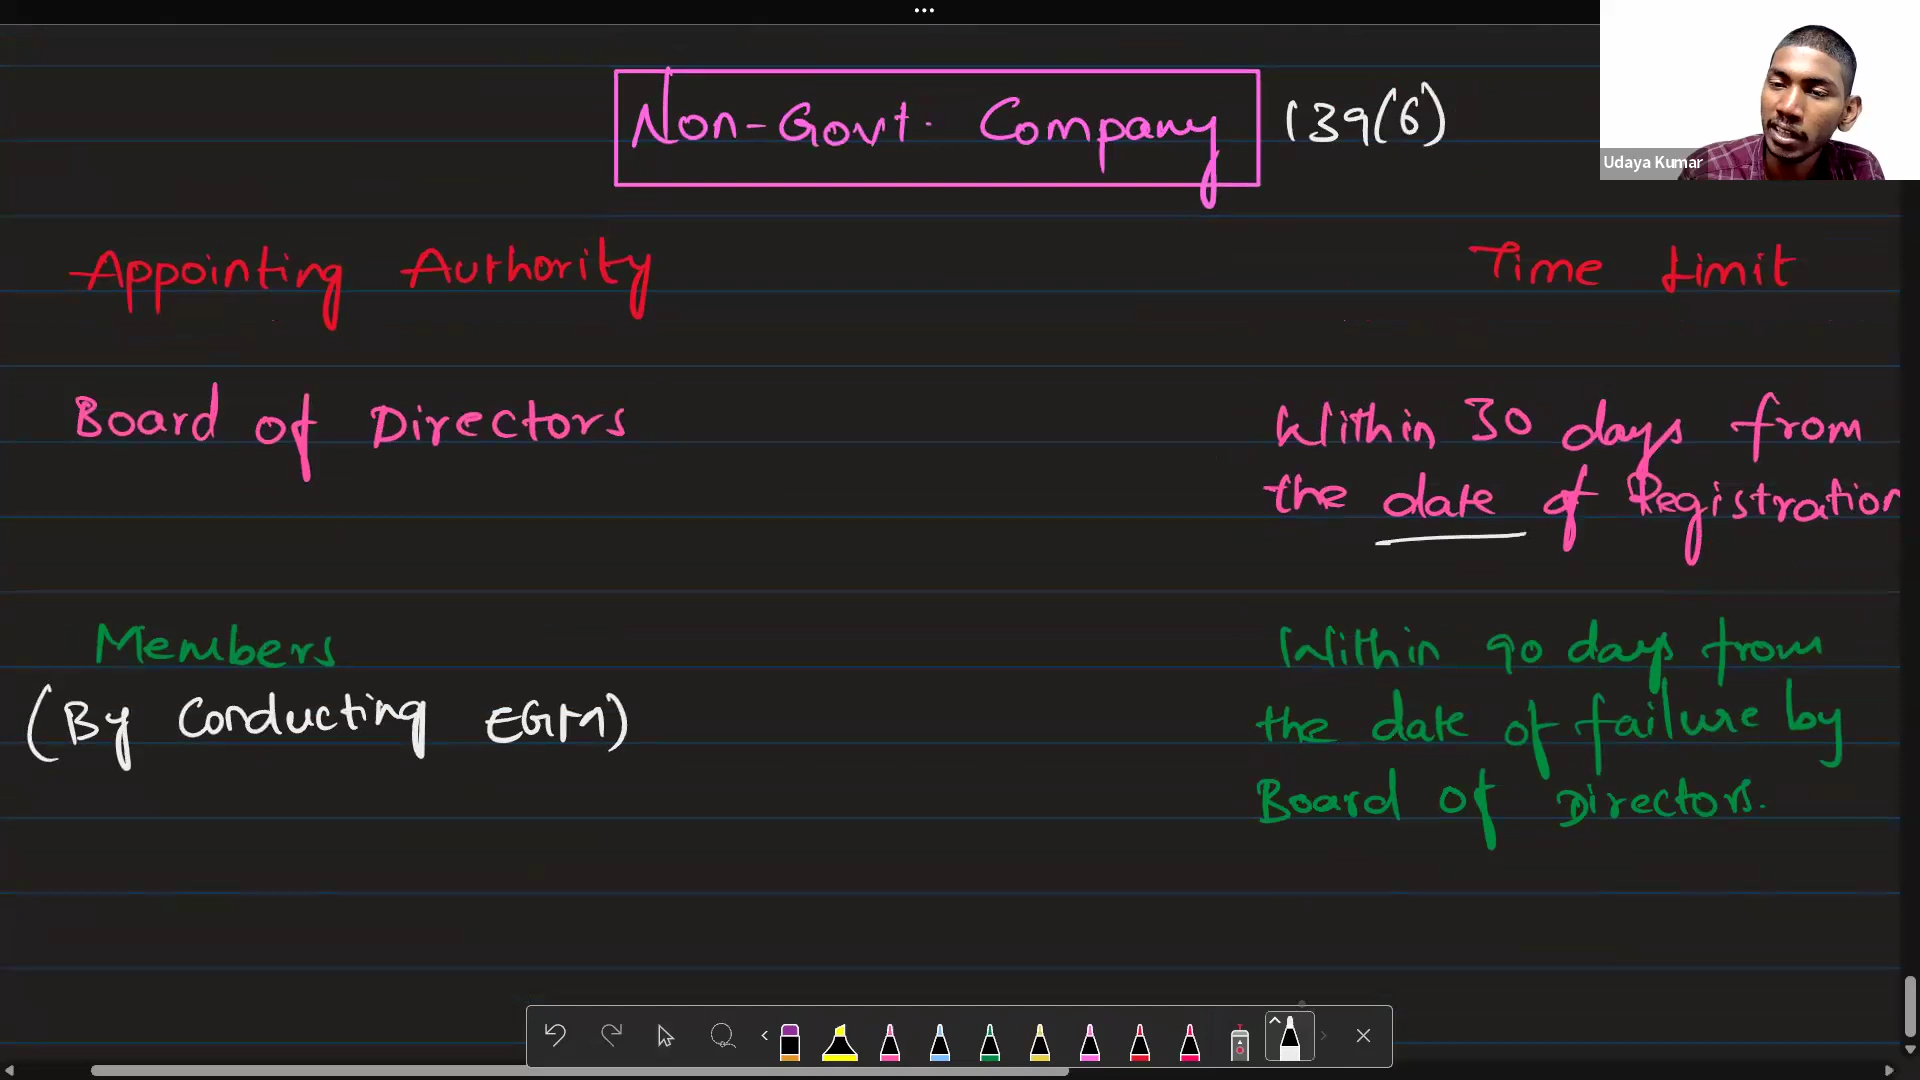 Non-Govt. Company 139(6)
Udaya Kumar
Appointing Authority Time Limit
Board of Directors
Within 30 days from
the date of Registration
Members
(By Conducting EGM)
Within 90 days from
the date of failure by
Board of Directors.